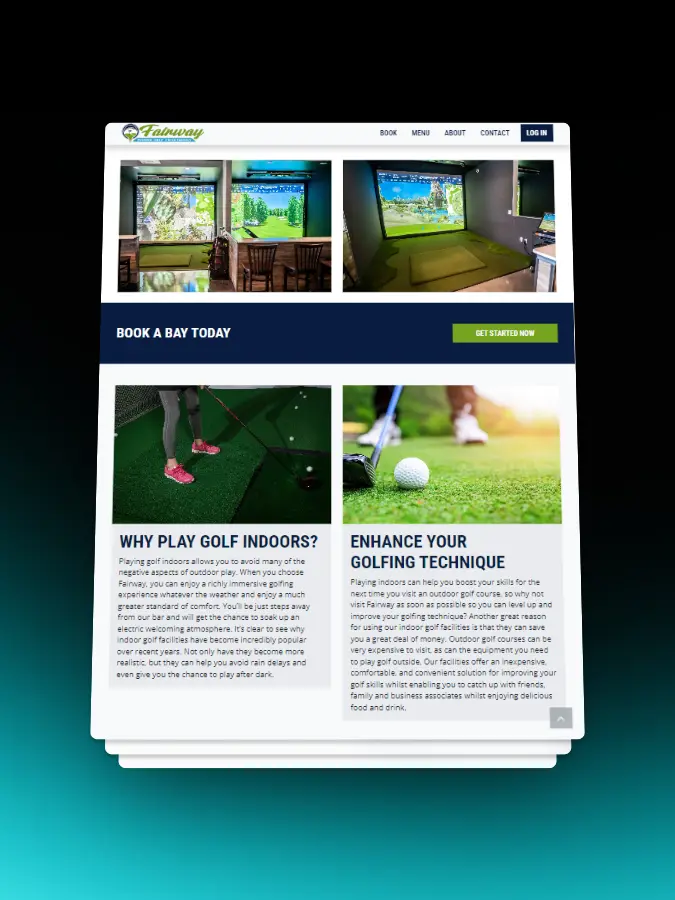 Fairway
BOOK MENU ABOUT CONTACT LOG IN
BOOK A BAY TODAY
GET STARTED NOW
WHY PLAY GOLF INDOORS?
Playing golf indoors allows you to avoid many of the
negative aspects of outdoor play. When you choose
Fairway, you can enjoy a richly immersive golfing
experience whatever the weather and enjoy a much
greater standard of comfort. You'll be just steps away
from our bar and will get the chance to soak up an
electric welcoming atmosphere. It's clear to see why
indoor golf facilities have become incredibly popular
over recent years. Not only have they become more
realistic, but they can help you avoid rain delays and
even give you the chance to play after dark.
ENHANCE YOUR
GOLFING TECHNIQUE
Playing indoors can help you boost your skills for the
next time you visit an outdoor golf course, so why not
visit Fairway as soon as possible so you can level up and
improve your golfing technique? Another great reason
for using our indoor golf facilities is that they can save
you a great deal of money. Outdoor golf courses can be
very expensive to visit, as can the equipment you need
to play golf outside. Our facilities offer an inexpensive,
comfortable, and convenient solution for improving your
golf skills whilst enabling you to catch up with friends,
family and business associates whilst enjoying delicious
food and drink.